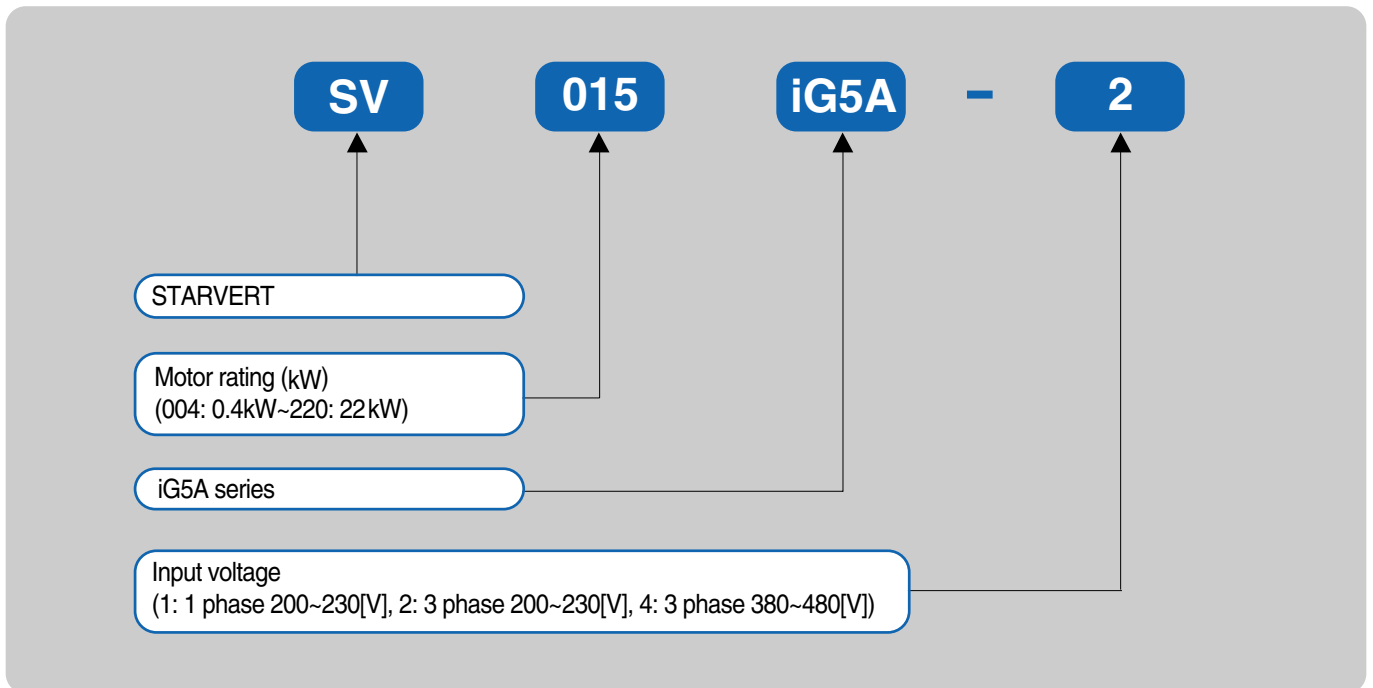 SV 015 iG5A - 2
STARVERT
Motor rating (kW)
(004: 0.4kW~220: 22kW)
iG5A series
Input voltage
(1: 1 phase 200~230[V], 2: 3 phase 200~230[V], 4: 3 phase 380~480[V])